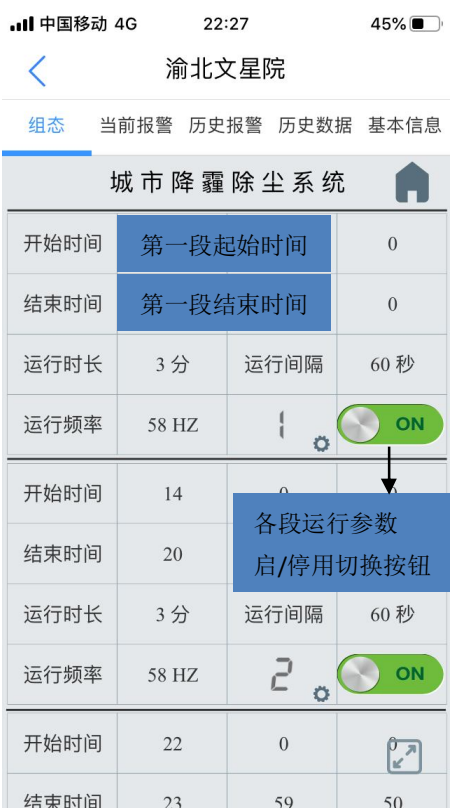 中国移动 4G 22:27 45%
渝北文星院
组态 当前报警 历史报警 历史数据 基本信息
城市降霾除尘系统
开始时间 第一段起始时间 0
结束时间 第一段结束时间 0
运行时长 3 分 运行间隔 60 秒
运行频率 58 HZ 1 ON
开始时间 14 0 0
各段运行参数
启/停用切换按钮
结束时间 20
运行时长 3 分 运行间隔 60 秒
运行频率 58 HZ 2 ON
开始时间 22 0 0
结束时间 23 59 50